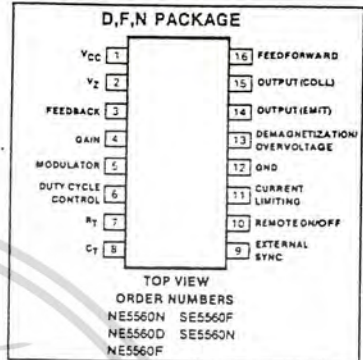 D,F,N PACKAGE
VCC 1
VZ 2
FEEDBACK 3
GAIN 4
MODULATOR 5
DUTY CYCLE
CONTROL 6
RT 7
CT 8
16 FEEDFORWARD
15 OUTPUT (COLL)
14 OUTPUT (EMIT)
13 DEMAGNETIZATION/
OVERVOLTAGE
12 GND
11 CURRENT
LIMITING
10 REMOTE ON/OFF
9 EXTERNAL
SYNC
TOP VIEW
ORDER NUMBERS
NE5560N SE5560F
NE5560D SE5560N
NE5560F